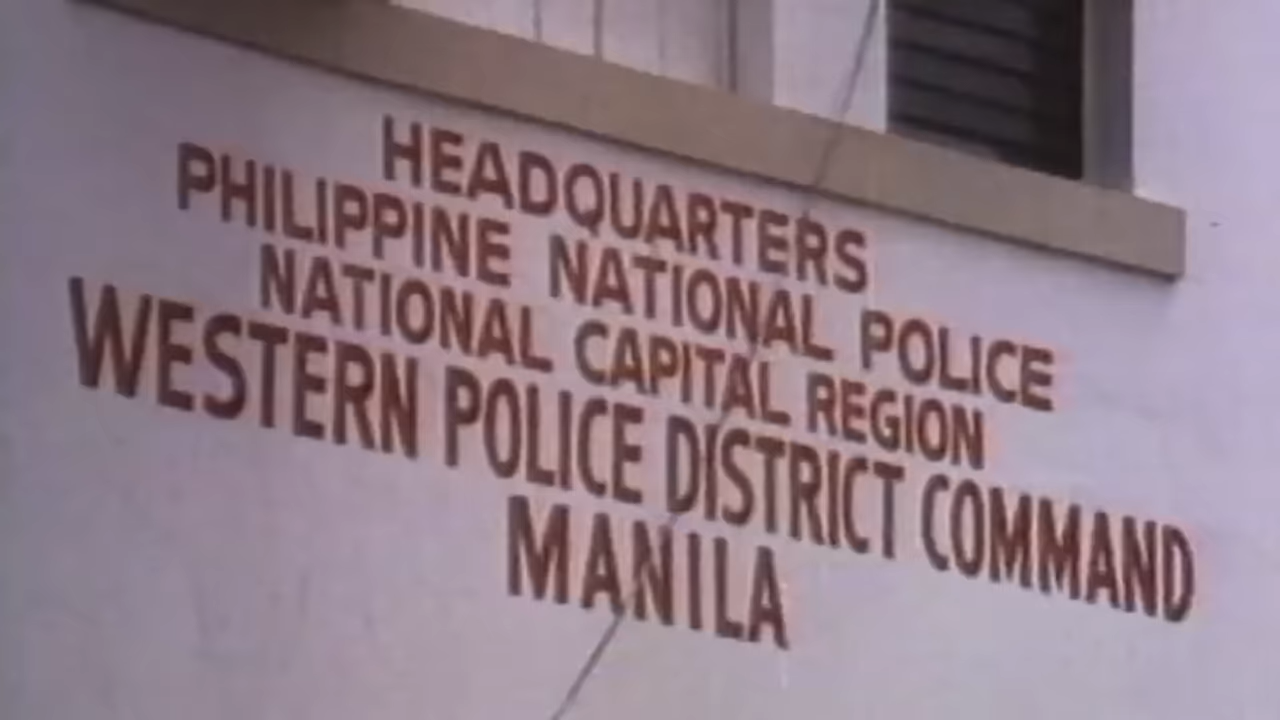 HEADQUARTERS
PHILIPPINE NATIONAL POLICE
NATIONAL CAPITAL REGION
WESTERN POLICE DISTRICT COMMAND
MANILA